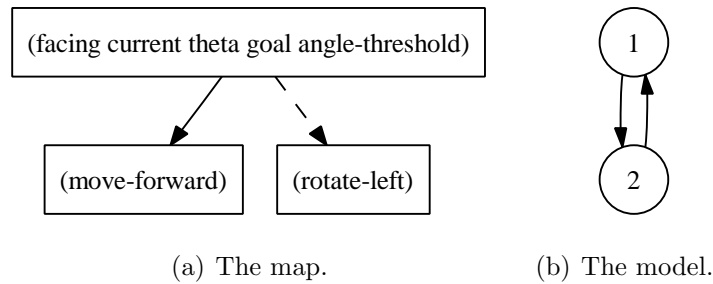 (facing current theta goal angle-threshold)
(move-forward)
(rotate-left)
(a) The map.
1
2
(b) The model.